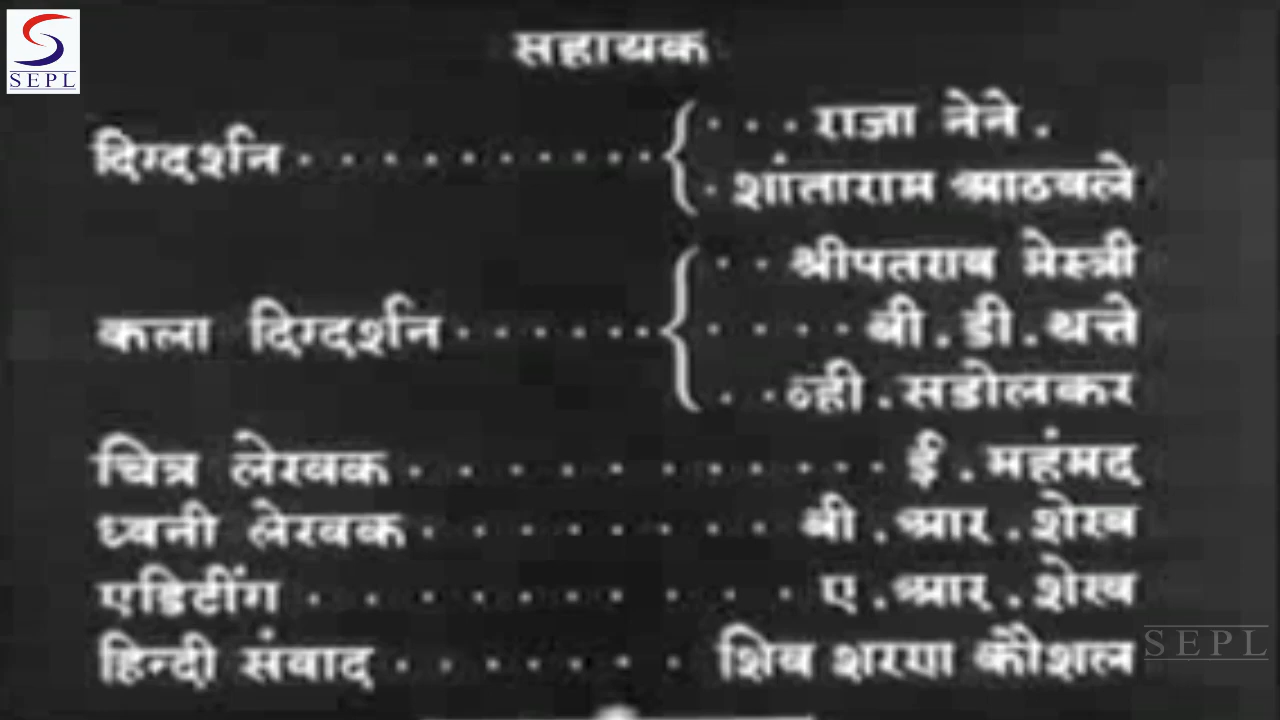 SEPL
सहायक
दिग्दर्शन . . . . . . . . . . . { . . . राजा नेने .
. शांताराम आठवले
कला दिग्दर्शन . . . . . . { . . श्रीपतराव मेस्त्री
. . . . बी . डी . थत्ते
. . व्ही . सडोलकर
चित्र लेखक . . . . . . . . . . . . ई . महंमद
ध्वनी लेखक . . . . . . . . बी . आर . शेख
एडिटींग . . . . . . . . . . ए . आर . शेख
हिन्दी संवाद . . . . . . . शिव शरण कौशल
SEPL